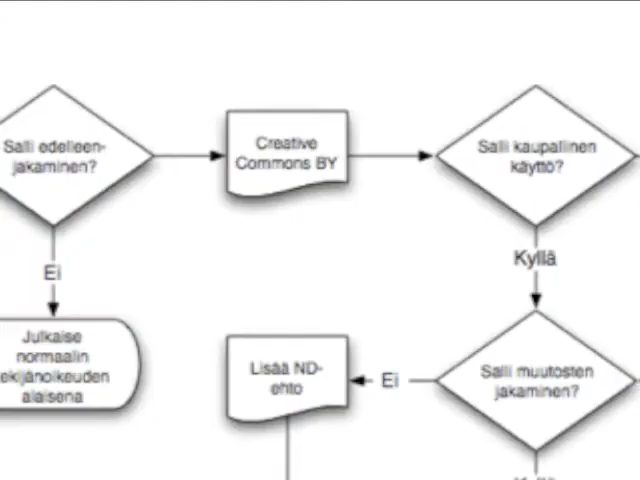 Salli edelleen-
jakaminen?
Creative
Commons BY
Salli kaupallinen
käyttö?
Ei
Kyllä
Julkaise
normaalin
ekijänoikeuden
alaisena
Lisää ND-
ehto
Ei
Salli muutosten
jakaminen?